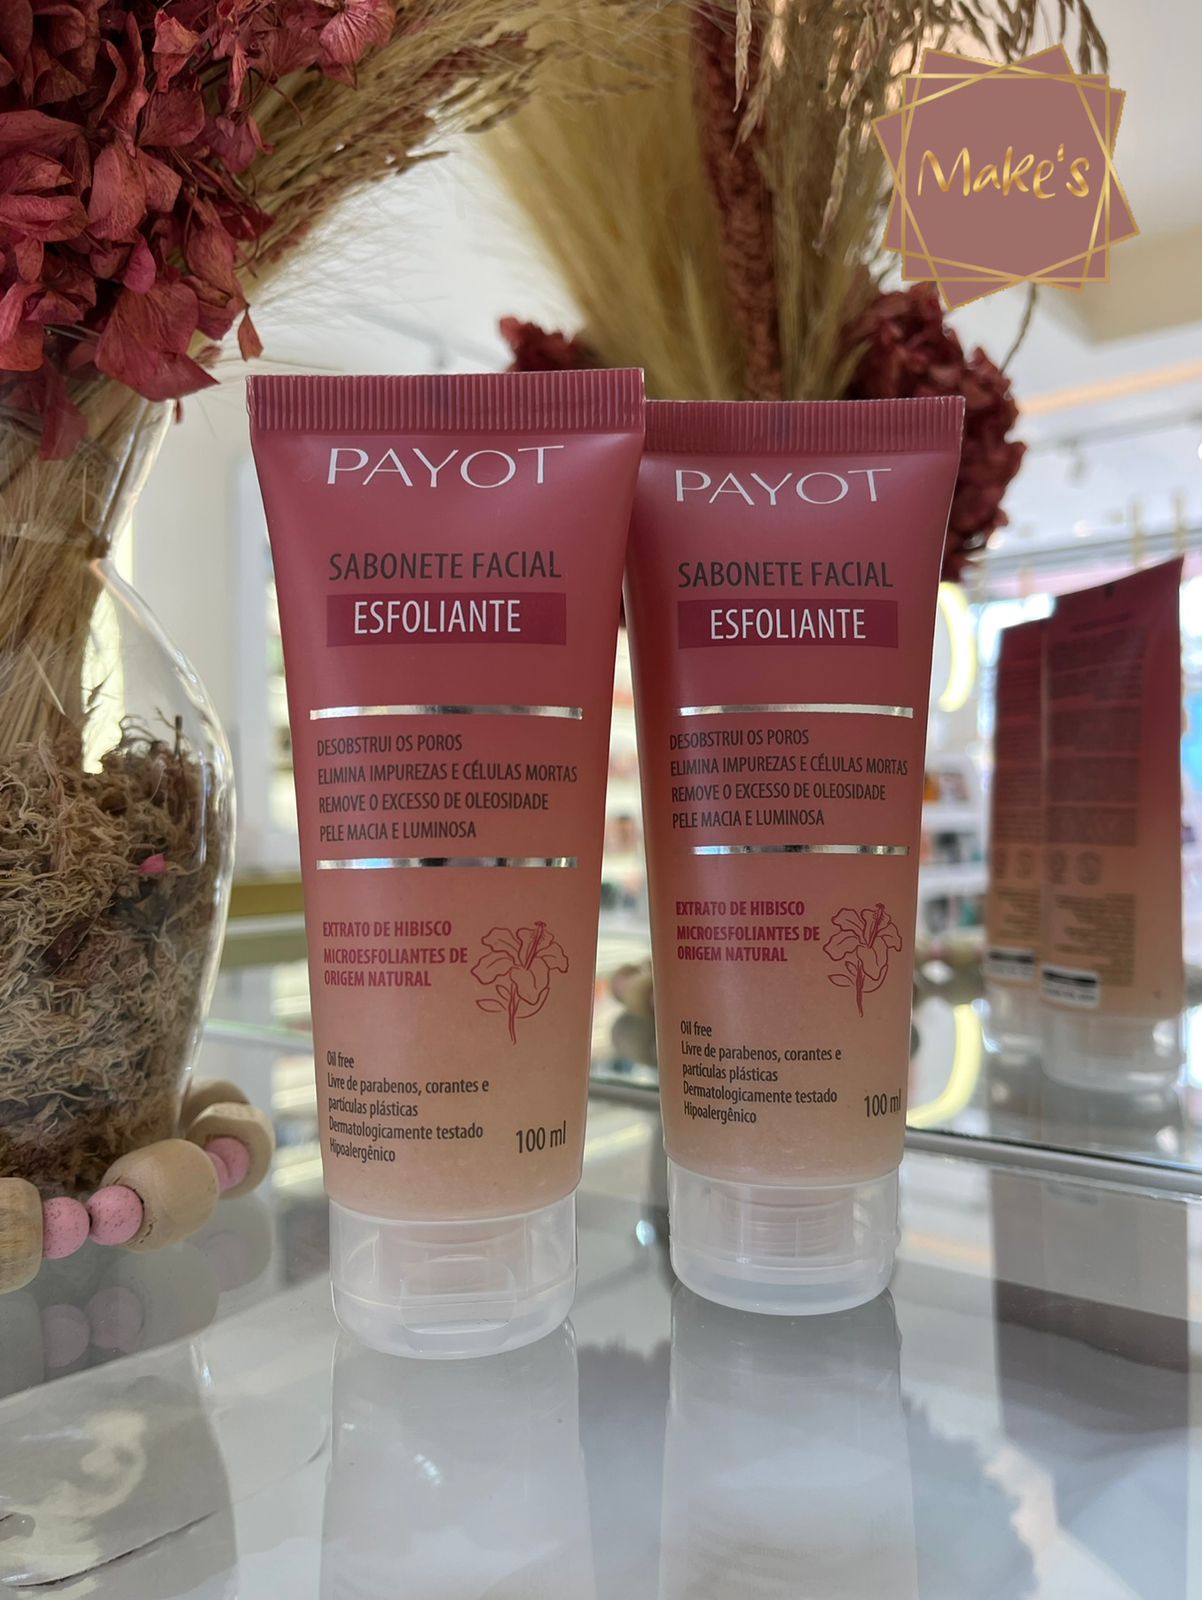 Make's
PAYOT
SABONETE FACIAL
ESFOLIANTE
DESOBSTRUI OS POROS
ELIMINA IMPUREZAS E CÉLULAS MORTAS
REMOVE O EXCESSO DE OLEOSIDADE
PELE MACIA E LUMINOSA
EXTRATO DE HIBISCO
MICROESFOLIANTES DE
ORIGEM NATURAL
Oil free
Livre de parabenos, corantes e
partículas plásticas
Dermatologicamente testado
Hipoalergênico
100 ml
PAYOT
SABONETE FACIAL
ESFOLIANTE
DESOBSTRUI OS POROS
ELIMINA IMPUREZAS E CÉLULAS MORTAS
REMOVE O EXCESSO DE OLEOSIDADE
PELE MACIA E LUMINOSA
EXTRATO DE HIBISCO
MICROESFOLIANTES DE
ORIGEM NATURAL
Oil free
Livre de parabenos, corantes e
partículas plásticas
Dermatologicamente testado
Hipoalergênico
100 ml